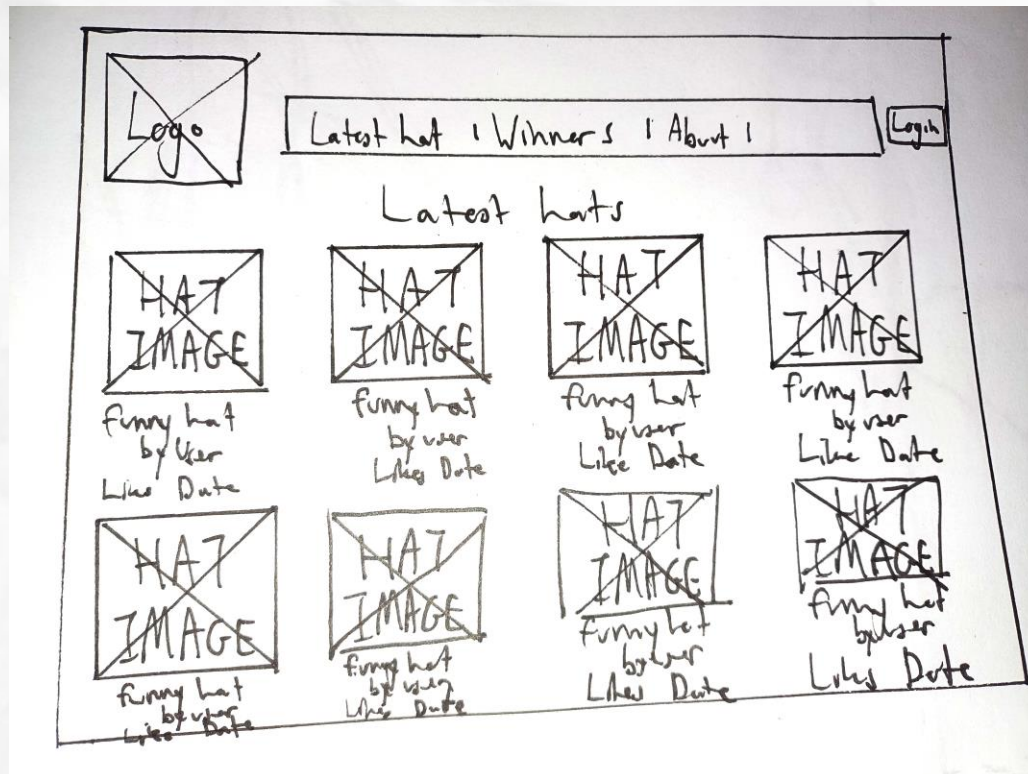 Logo
Latest hat | Winners | About |
Login
Latest hats
HAT
IMAGE
HAT
IMAGE
HAT
IMAGE
HAT
IMAGE
funny hat
by User
Likes Date
funny hat
by user
Likes Date
funny hat
by user
Like Date
funny hat
by user
Like Date
HAT
IMAGE
HAT
IMAGE
HAT
IMAGE
HAT
IMAGE
funny hat
by user
Likes Date
funny hat
by user
Likes Date
funny hat
by user
Likes Date
funny hat
by user
Likes Date